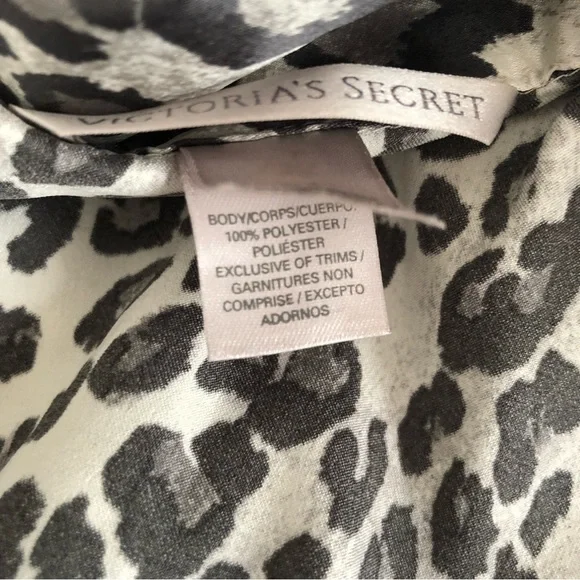 VICTORIA'S SECRET
BODY/CORPS/CUERPO:
100% POLYESTER /
POLIÉSTER
EXCLUSIVE OF TRIMS /
GARNITURES NON
COMPRISE / EXCEPTO
ADORNOS